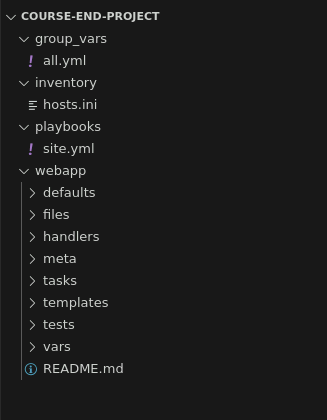 COURSE-END-PROJECT
group_vars
all.yml
inventory
hosts.ini
playbooks
site.yml
webapp
defaults
files
handlers
meta
tasks
templates
tests
vars
README.md